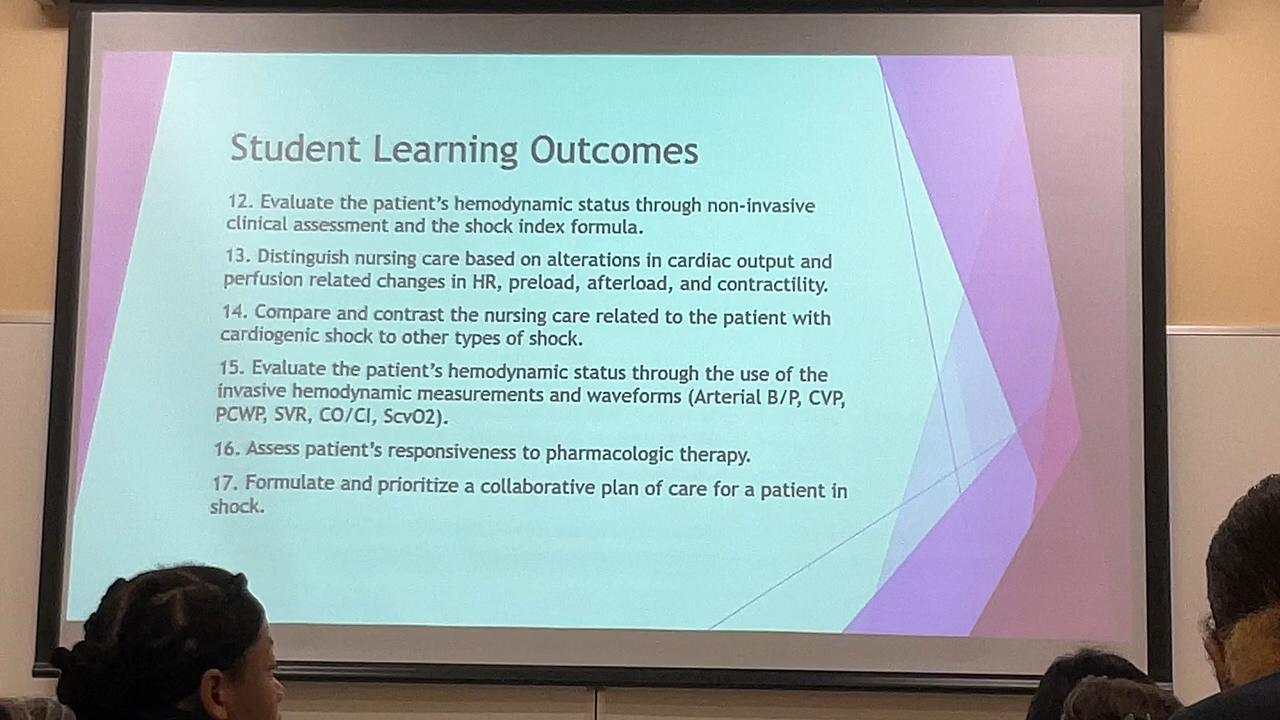 Student Learning Outcomes
12. Evaluate the patient's hemodynamic status through non-invasive
clinical assessment and the shock index formula.
13. Distinguish nursing care based on alterations in cardiac output and
perfusion related changes in HR, preload, afterload, and contractility.
14. Compare and contrast the nursing care related to the patient with
cardiogenic shock to other types of shock.
15. Evaluate the patient's hemodynamic status through the use of the
invasive hemodynamic measurements and waveforms (Arterial B/P, CVP,
PCWP, SVR, CO/CI, ScvO2).
16. Assess patient's responsiveness to pharmacologic therapy.
17. Formulate and prioritize a collaborative plan of care for a patient in
shock.